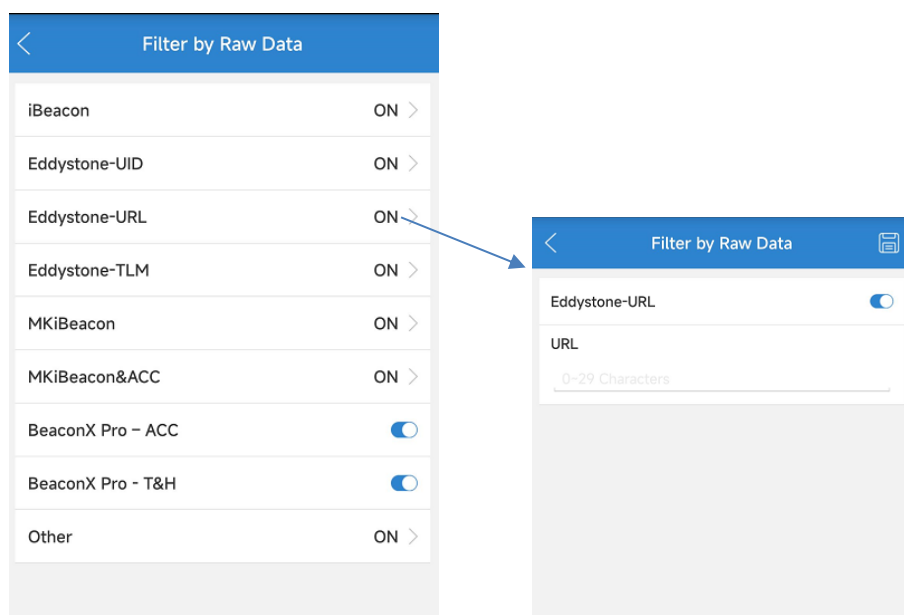 Filter by Raw Data
iBeacon ON
Eddystone-UID ON
Eddystone-URL ON
Eddystone-TLM ON
MKiBeacon ON
MKiBeacon&ACC ON
BeaconX Pro – ACC
BeaconX Pro - T&H
Other ON
Filter by Raw Data
Eddystone-URL
URL
0-29 Characters